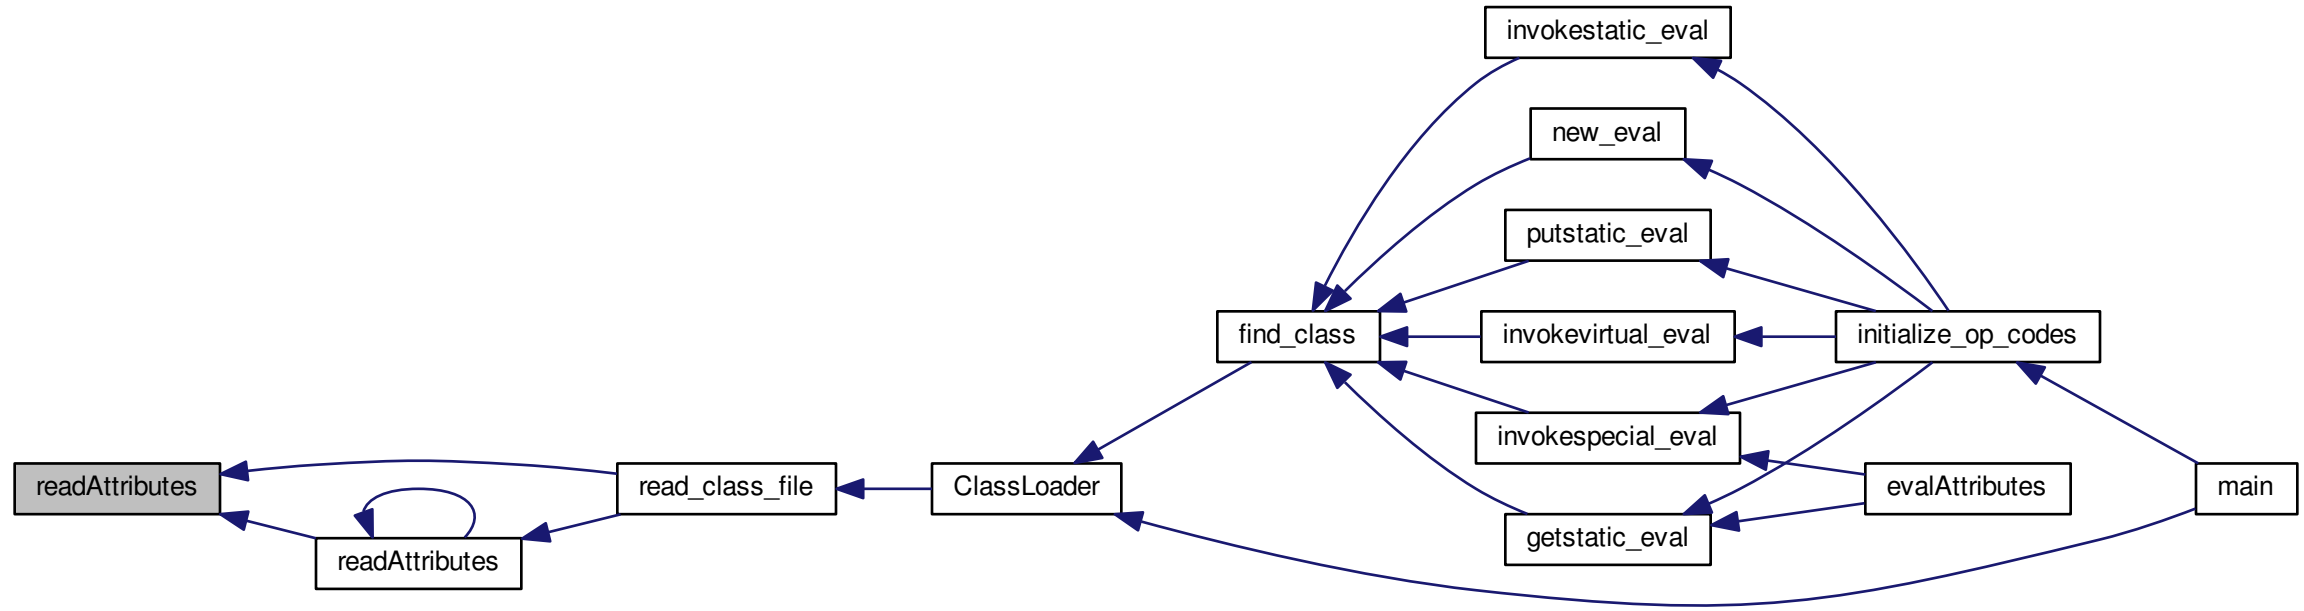 invokestatic_eval
new_eval
putstatic_eval
find_class
invokevirtual_eval
initialize_op_codes
invokespecial_eval
readAttributes
read_class_file
ClassLoader
evalAttributes
main
getstatic_eval
readAttributes